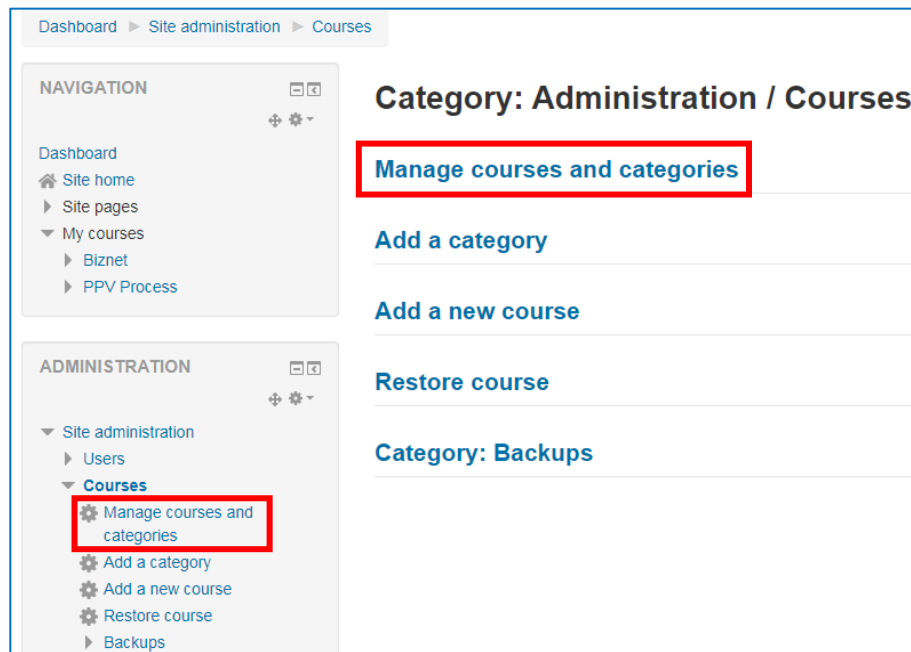 Dashboard Site administration Courses
NAVIGATION
Dashboard
Site home
Site pages
My courses
Biznet
PPV Process
ADMINISTRATION
Site administration
Users
Courses
Manage courses and
categories
Add a category
Add a new course
Restore course
Backups
Category: Administration / Courses
Manage courses and categories
Add a category
Add a new course
Restore course
Category: Backups